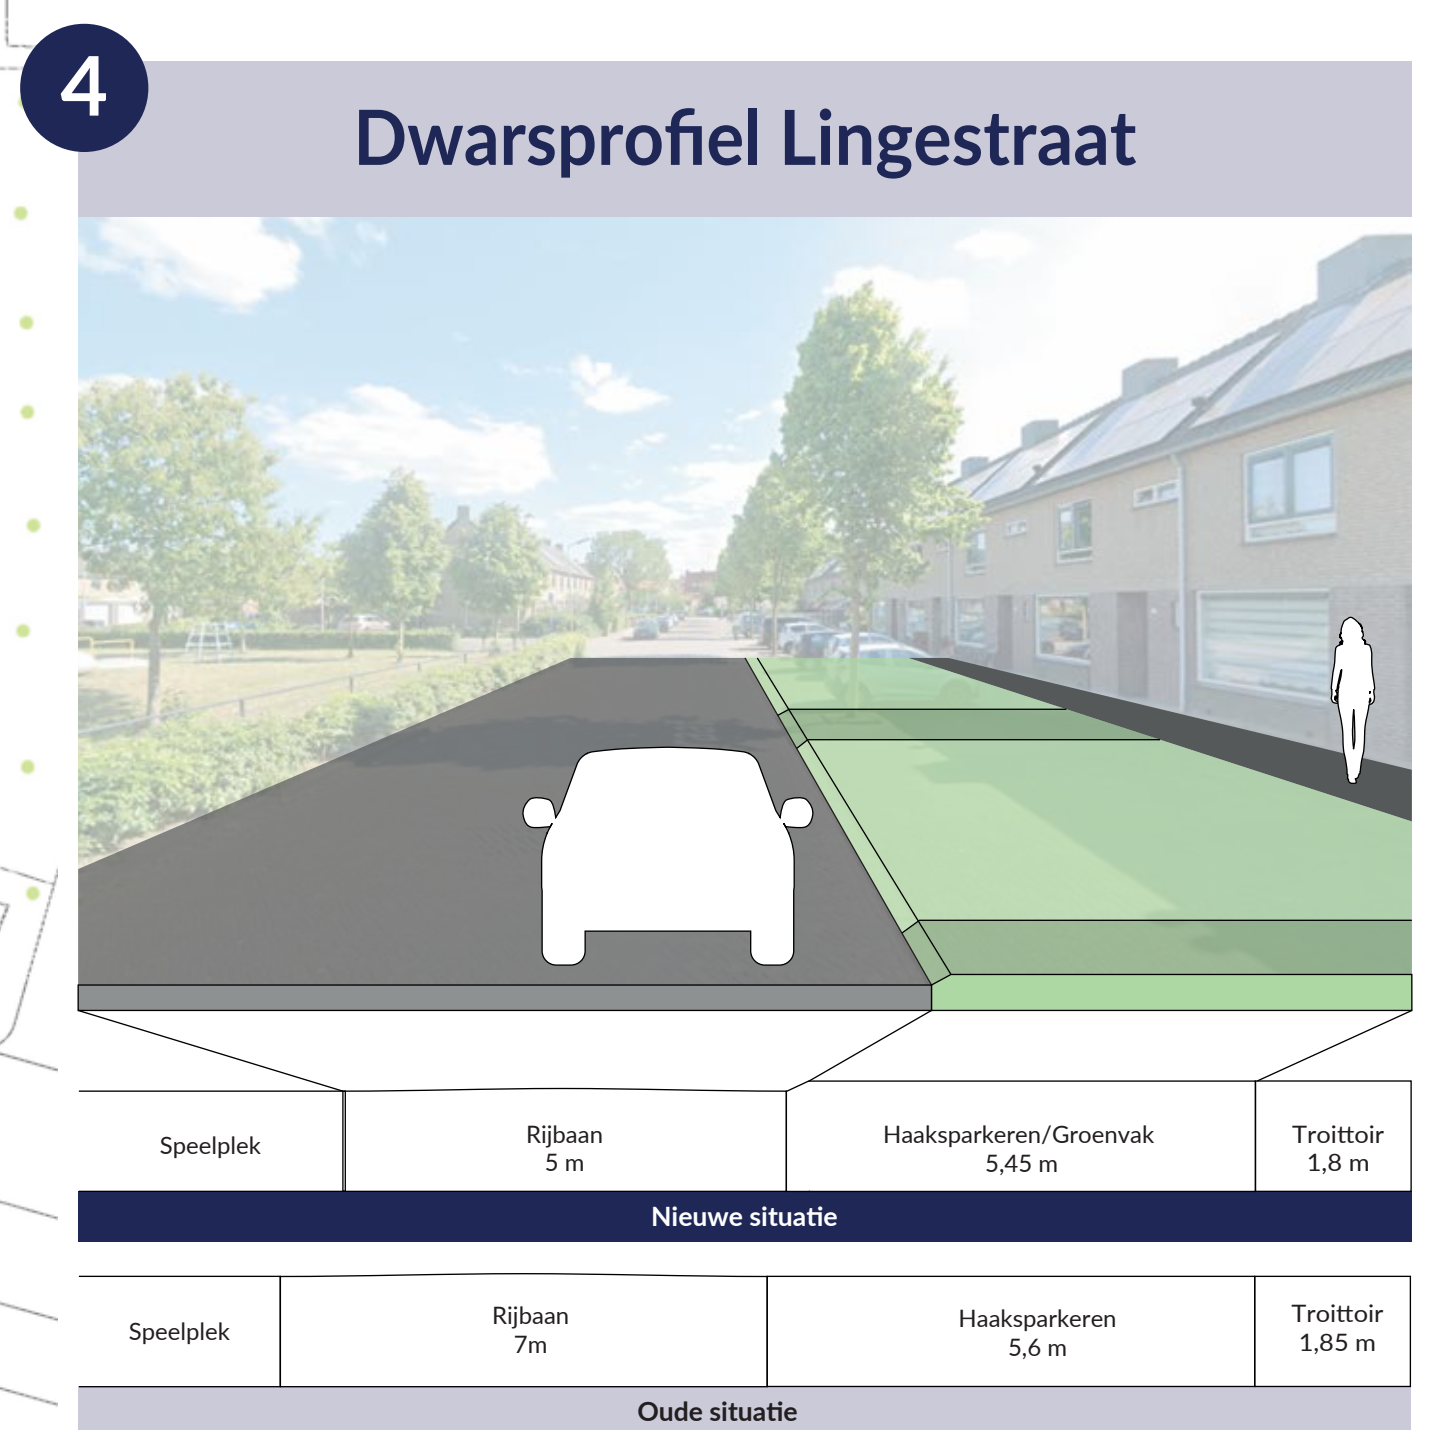 4
Dwarsprofiel Lingestraat
Speelplek
Rijbaan
5 m
Haaksparkeren/Groenvak
5,45 m
Troittoir
1,8 m
Nieuwe situatie
Speelplek
Rijbaan
7m
Haaksparkeren
5,6 m
Troittoir
1,85 m
Oude situatie